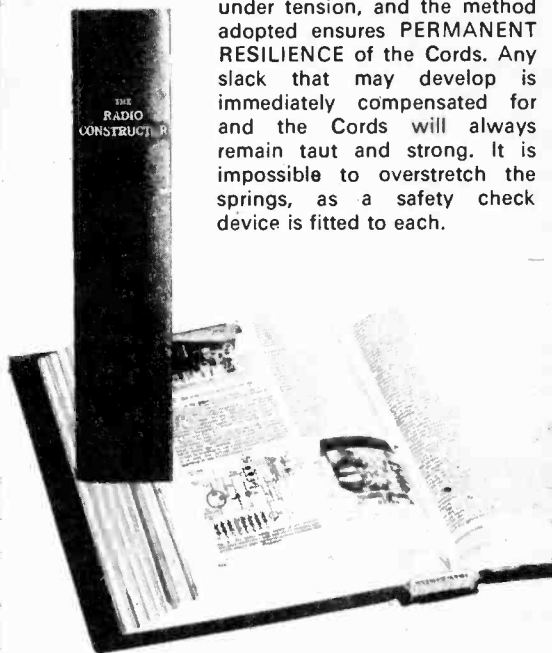 under tension, and the method
adopted ensures PERMANENT
RESILIENCE of the Cords. Any
slack that may develop is
immediately compensated for
and the Cords will always
remain taut and strong. It is
impossible to overstretch the
springs, as a safety check
device is fitted to each.
THE
RADIO
CONSTRUCT R